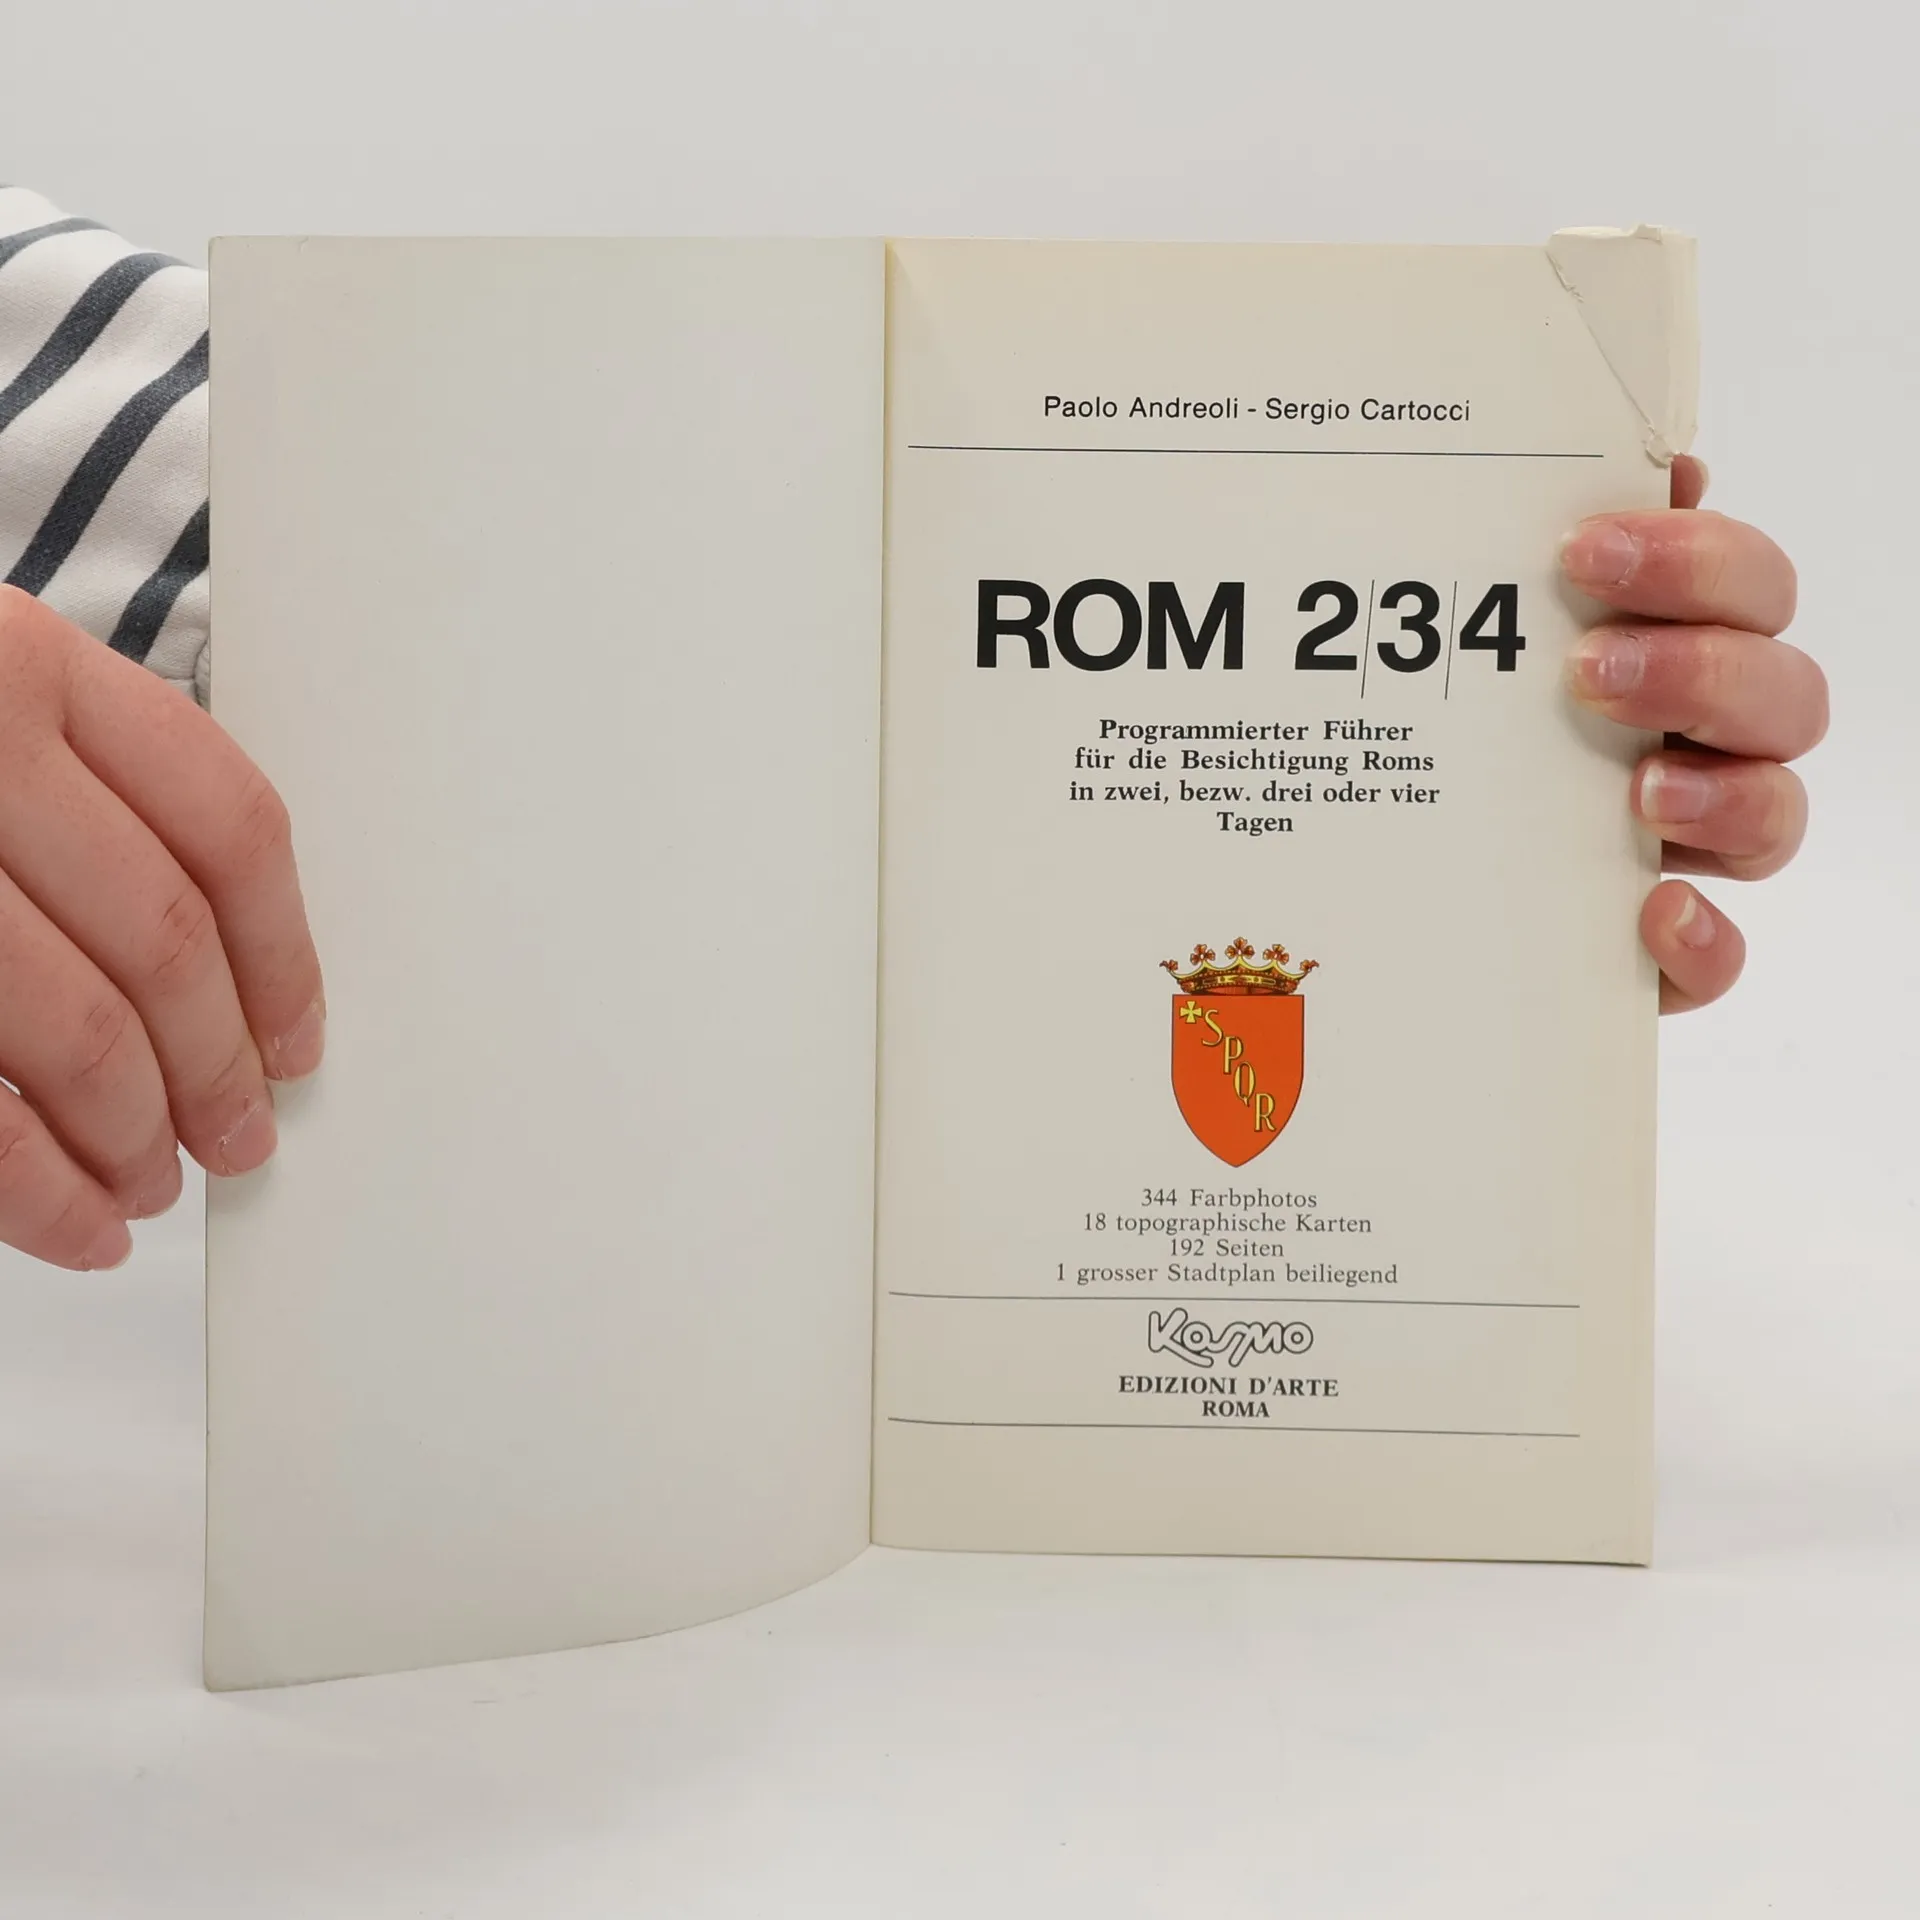 Paolo Andreoli - Sergio Cartocci
ROM 2/3/4
Programmierter Führer
für die Besichtigung Roms
in zwei, bezw. drei oder vier
Tagen
SPQR
344 Farbphotos
18 topographische Karten
192 Seiten
1 grosser Stadtplan beiliegend
Kosmo
EDIZIONI D'ARTE
ROMA